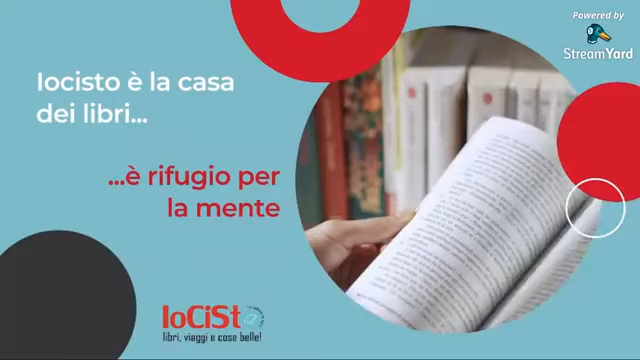 Powered by
StreamYard
Iocisto è la casa
dei libri...
...è rifugio per
la mente
IoCiSto
libri, viaggi e cose belle!